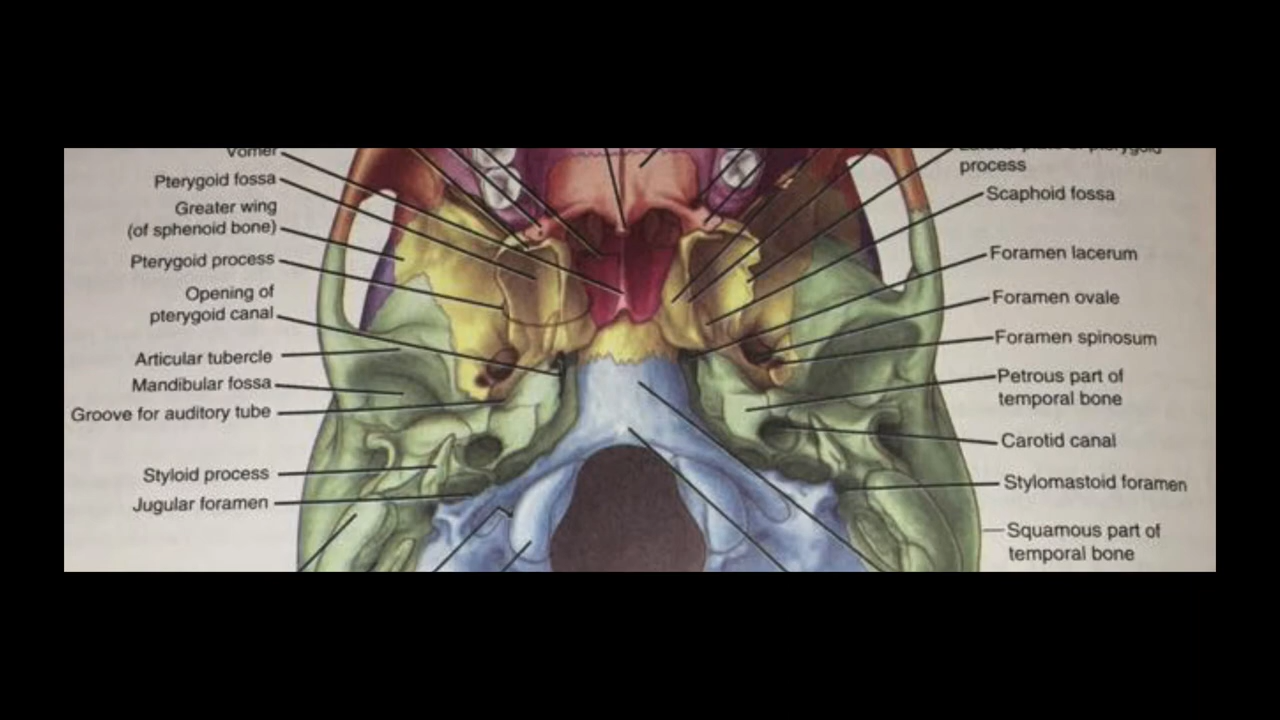 Vomer
Pterygoid fossa
Greater wing
(of sphenoid bone)
Pterygoid process
Opening of
pterygoid canal
Articular tubercle
Mandibular fossa
Groove for auditory tube
Styloid process
Jugular foramen
process
Scaphoid fossa
Foramen lacerum
Foramen ovale
Foramen spinosum
Petrous part of
temporal bone
Carotid canal
Stylomastoid foramen
Squamous part of
temporal bone